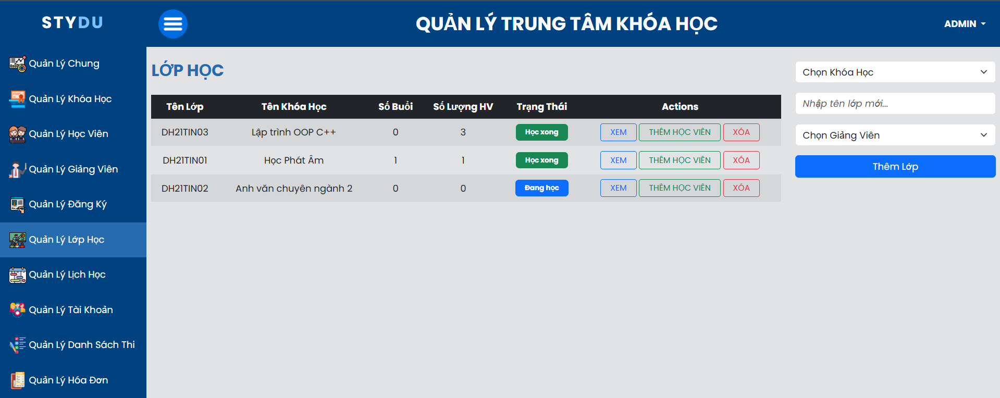 STYDU
QUẢN LÝ TRUNG TÂM KHÓA HỌC
ADMIN
Quản Lý Chung
Quản Lý Khóa Học
Quản Lý Học Viên
Quản Lý Giảng Viên
Quản Lý Đăng Ký
Quản Lý Lớp Học
Quản Lý Lịch Học
Quản Lý Tài Khoản
Quản Lý Danh Sách Thi
Quản Lý Hóa Đơn
LỚP HỌC
Tên Lớp Tên Khóa Học Số Buổi Số Lượng HV Trạng Thái Actions
DH21TIN03 Lập trình OOP C++ 0 3 Học xong XEM THÊM HỌC VIÊN XÓA
DH21TIN01 Học Phát Âm 1 1 Học xong XEM THÊM HỌC VIÊN XÓA
DH21TIN02 Anh văn chuyên ngành 2 0 0 Đang học XEM THÊM HỌC VIÊN XÓA
Chọn Khóa Học
Nhập tên lớp mới...
Chọn Giảng Viên
Thêm Lớp